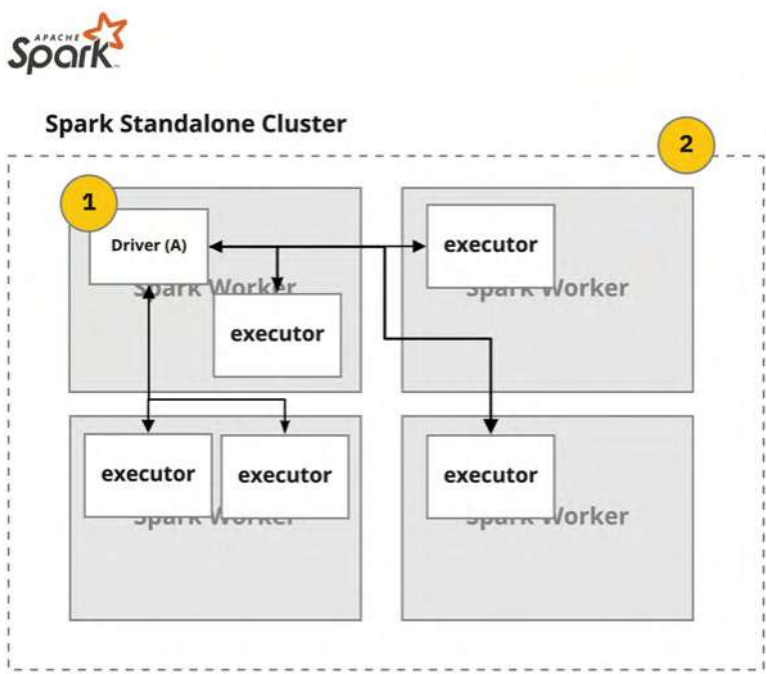 APACHE
Spark
Spark Standalone Cluster
2
1
Driver (A)
executor
Spark Worker
Spark Worker
executor
executor
executor
executor
Spark Worker
Spark Worker